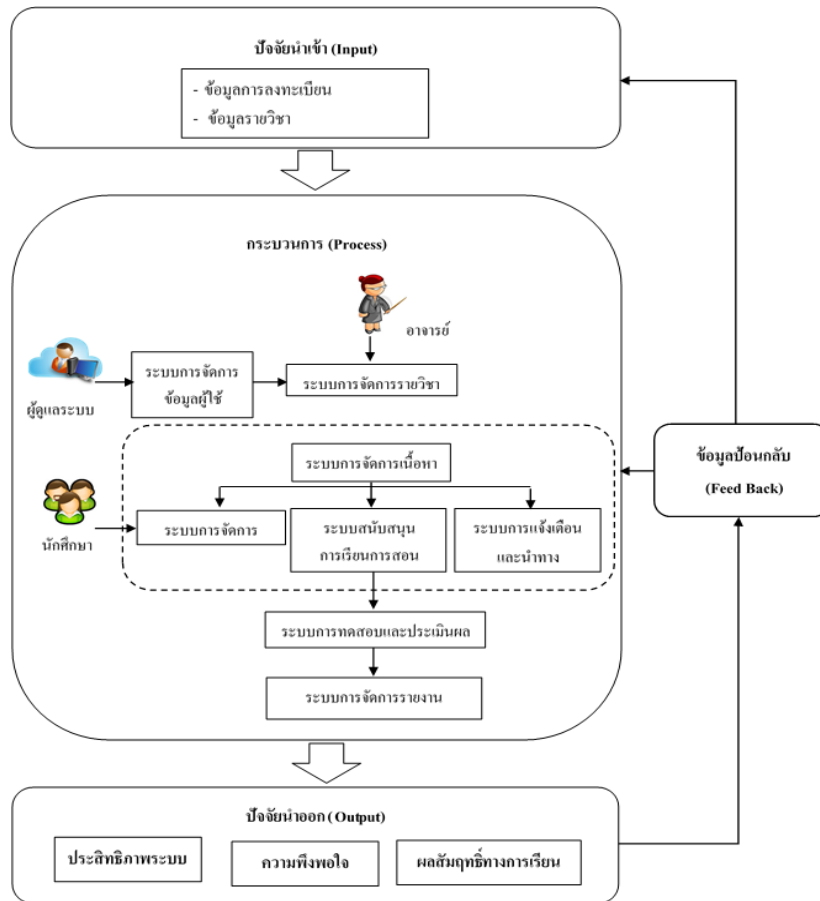 ปัจจัยนำเข้า (Input)
- ข้อมูลการลงทะเบียน
- ข้อมูลรายวิชา
กระบวนการ (Process)
อาจารย์
ผู้ดูแลระบบ
ระบบการจัดการ
ข้อมูลผู้ใช้
ระบบการจัดการรายวิชา
ระบบการจัดการเนื้อหา
นักศึกษา
ระบบการจัดการ
ระบบสนับสนุน
การเรียนการสอน
ระบบการแจ้งเตือน
และนำทาง
ระบบการทดสอบและประเมินผล
ระบบการจัดการรายงาน
ข้อมูลป้อนกลับ
(Feed Back)
ปัจจัยนำออก (Output)
ประสิทธิภาพระบบ
ความพึงพอใจ
ผลสัมฤทธิ์ทางการเรียน